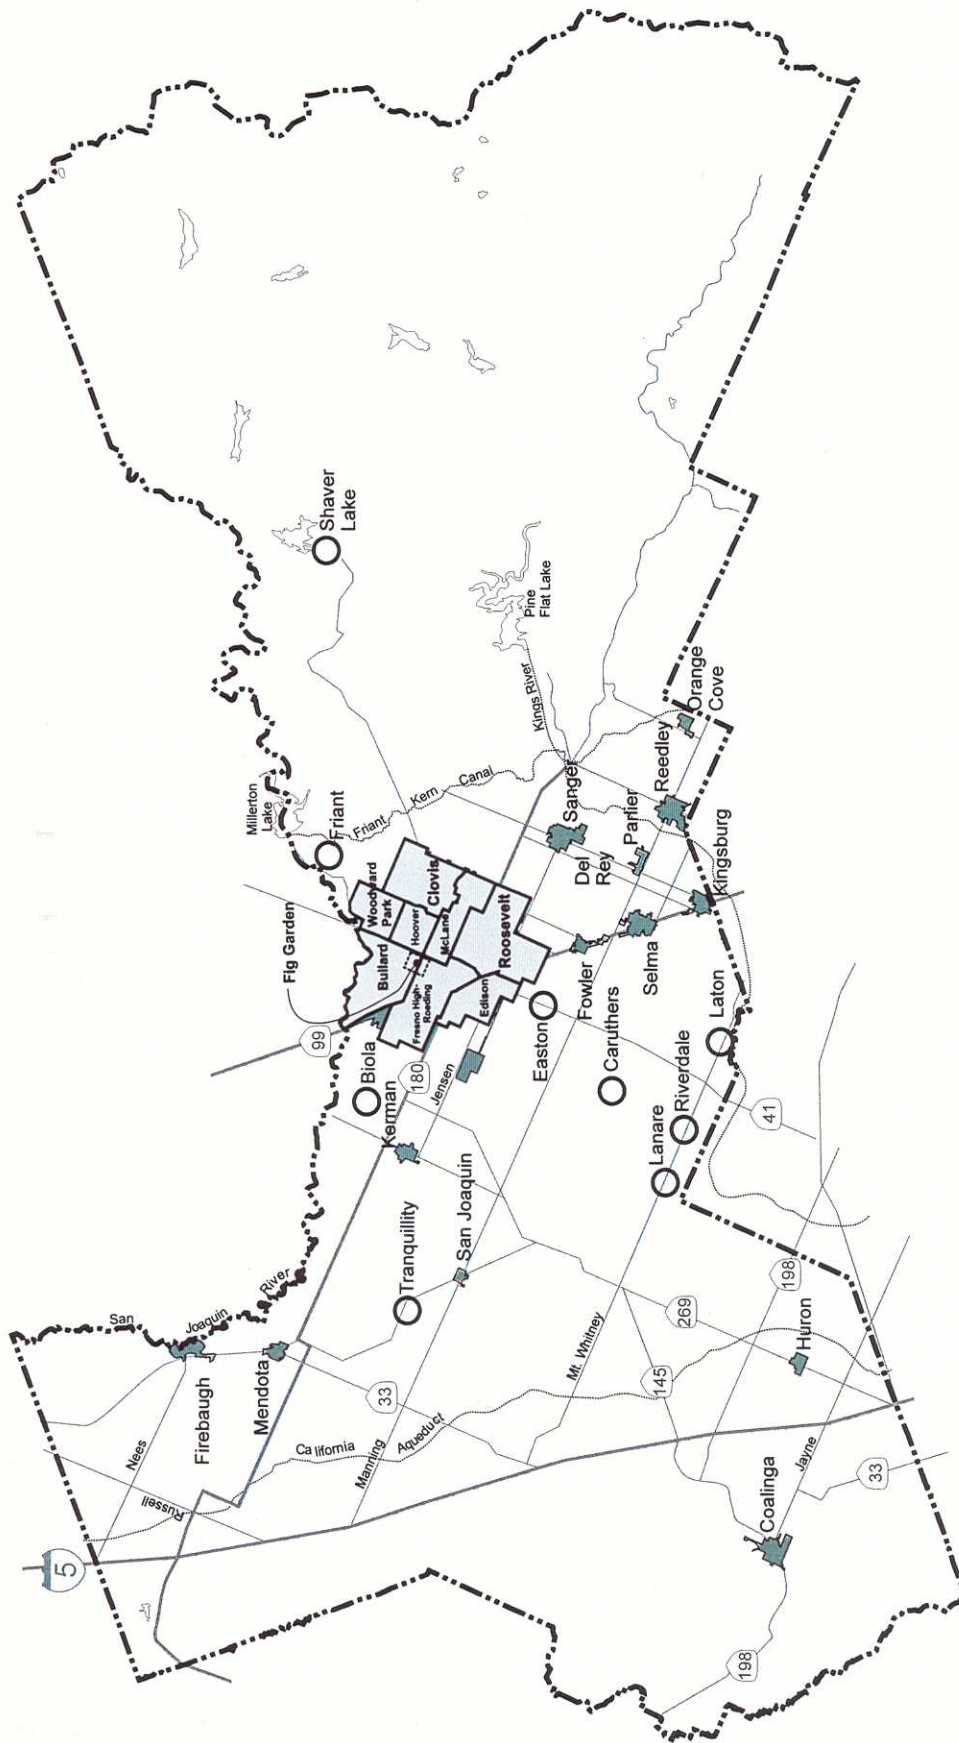 Shaver
Lake
Pine
Flat Lake
Kings River
Millerton
Lake
Friant
Friant
Kern
Canal
Orange
Cove
Reedley
Sanger
Parlier
Del
Rey
Kingsburg
Fig Garden
Woodward
Park
Clovis
Bullard
Hoover
McLane
Roosevelt
Fresno High-
Roeding
Edison
Fowler
Selma
Easton
Caruthers
Laton
Riverdale
Lanare
99
Biola
180
Kerman
Jensen
41
Tranquillity
San Joaquin
San
Joaquin
River
Firebaugh
Mendota
Nees
Russell
California
Aqueduct
Manning
33
Mt. Whitney
269
198
145
Huron
Jayne
33
Coalinga
198
5